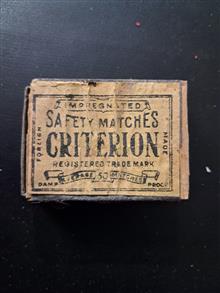 IMPREGNATED
SAFETY MATCHES
CRITERION
REGISTERED TRADE MARK
AVERAGE 50 MATCHES
DAMP PROOF
FOREIGN
MADE